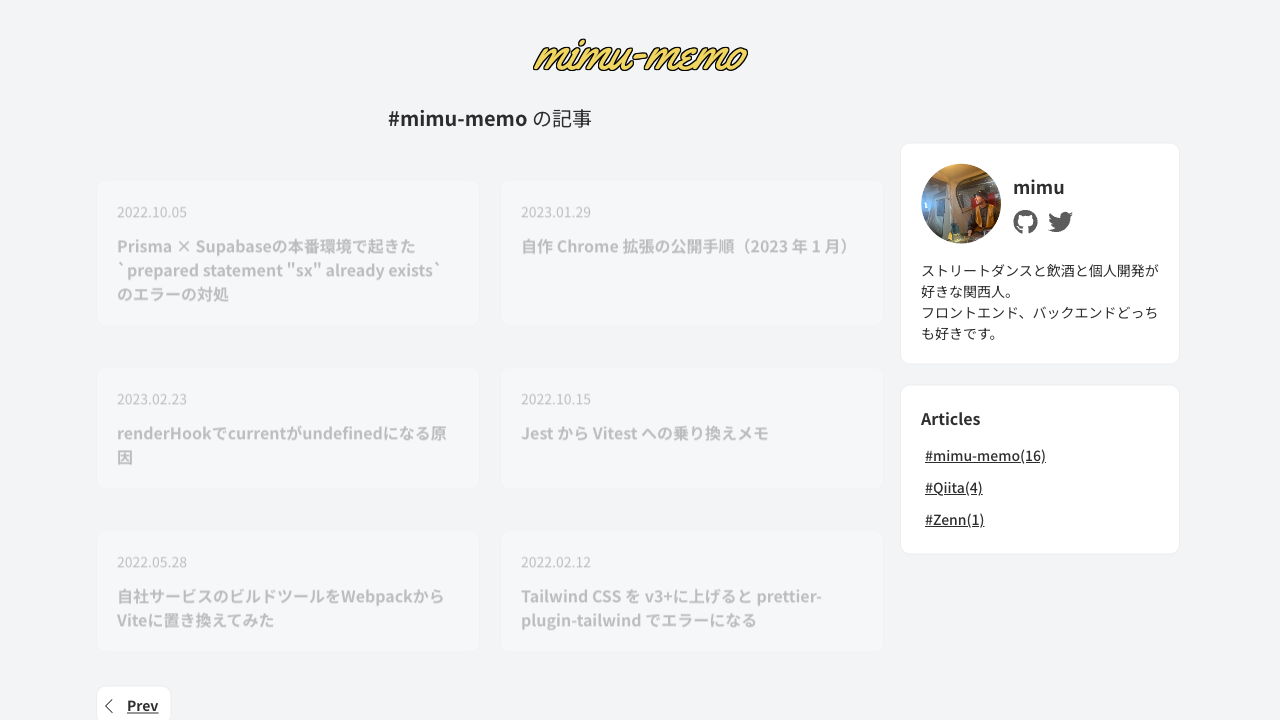 mimu-memo
#mimu-memo の記事
2022.10.05
Prisma × Supabaseの本番環境で起きた
`prepared statement "sx" already exists`
のエラーの対処
2023.01.29
自作 Chrome 拡張の公開手順（2023 年 1 月）
2023.02.23
renderHookでcurrentがundefinedになる原
因
2022.10.15
Jest から Vitest への乗り換えメモ
2022.05.28
自社サービスのビルドツールをWebpackから
Viteに置き換えてみた
2022.02.12
Tailwind CSS を v3+に上げると prettier-
plugin-tailwind でエラーになる
Prev
mimu
ストリートダンスと飲酒と個人開発が
好きな関西人。
フロントエンド、バックエンドどっち
も好きです。
Articles
#mimu-memo(16)
#Qiita(4)
#Zenn(1)